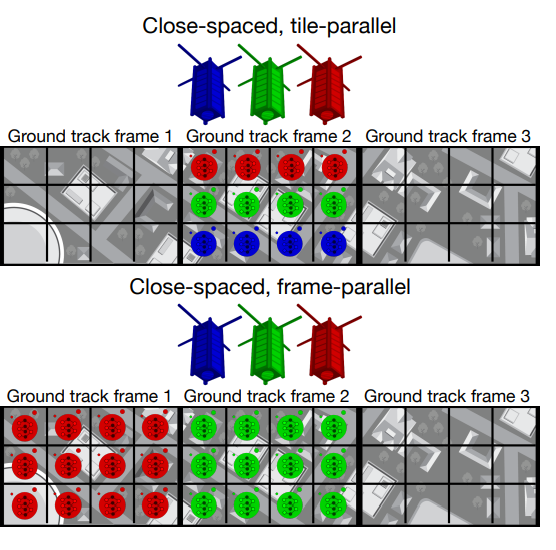 Close-spaced, tile-parallel
Ground track frame 1 Ground track frame 2 Ground track frame 3
Close-spaced, frame-parallel
Ground track frame 1 Ground track frame 2 Ground track frame 3